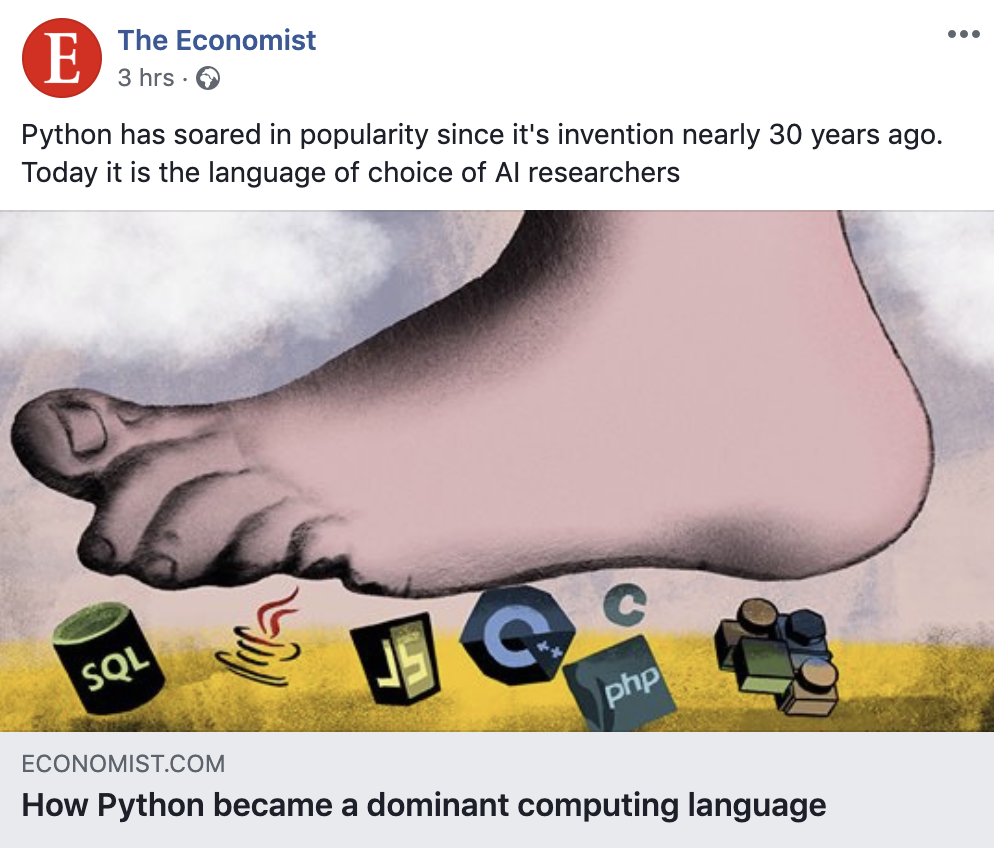 E
The Economist
3 hrs ·
Python has soared in popularity since it's invention nearly 30 years ago.
Today it is the language of choice of AI researchers
SQL
JS
C++
C
php
ECONOMIST.COM
How Python became a dominant computing language